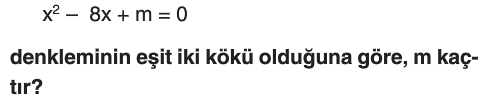 x² – 8x + m = 0
denkleminin eşit iki kökü olduğuna göre, m kaç-
tır?